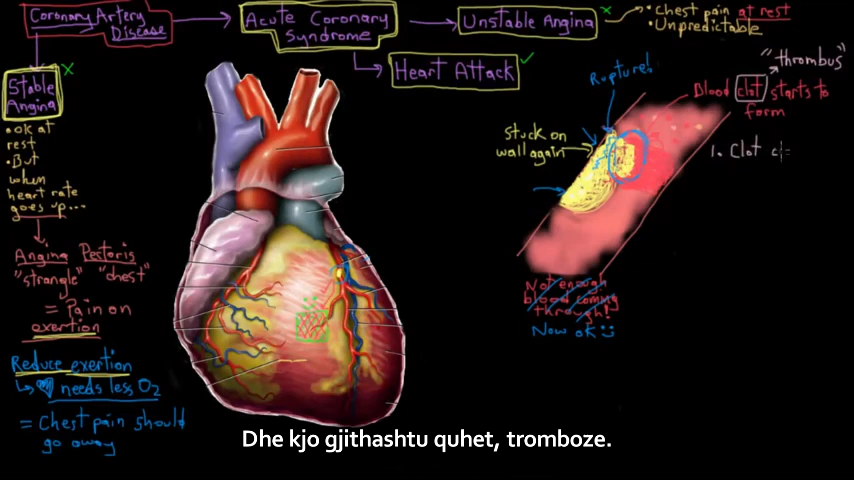 Coronary Artery
Disease
Acute Coronary
Syndrome
Unstable Angina
• Chest pain at rest
• Unpredictable
Heart Attack
Stable
Angina
• ok at
rest
• But
when
heart rate
goes up...
Angina Pectoris
"strangle" "chest"
= Pain on
exertion
Reduce exertion
needs less O2
= Chest pain should
go away
Rupture!
stuck on
wall again
"thrombus"
Blood clot starts to
form
1. Clot
Not enough
blood coming
through!
Now ok
Dhe kjo gjithashtu quhet, tromboze.